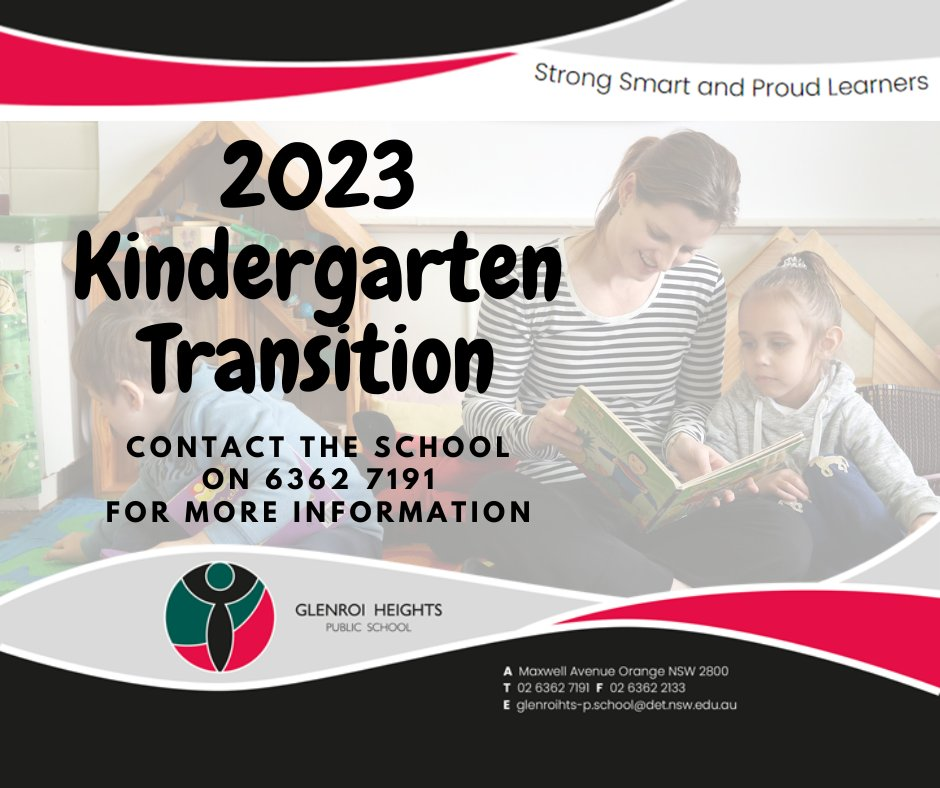 Strong Smart and Proud Learners
2023
Kindergarten
Transition
CONTACT THE SCHOOL
ON 6362 7191
FOR MORE INFORMATION
GLENROI HEIGHTS
PUBLIC SCHOOL
A Maxwell Avenue Orange NSW 2800
T 02 6362 7191 F 02 6362 2133
E glenroihts-p.school@det.nsw.edu.au